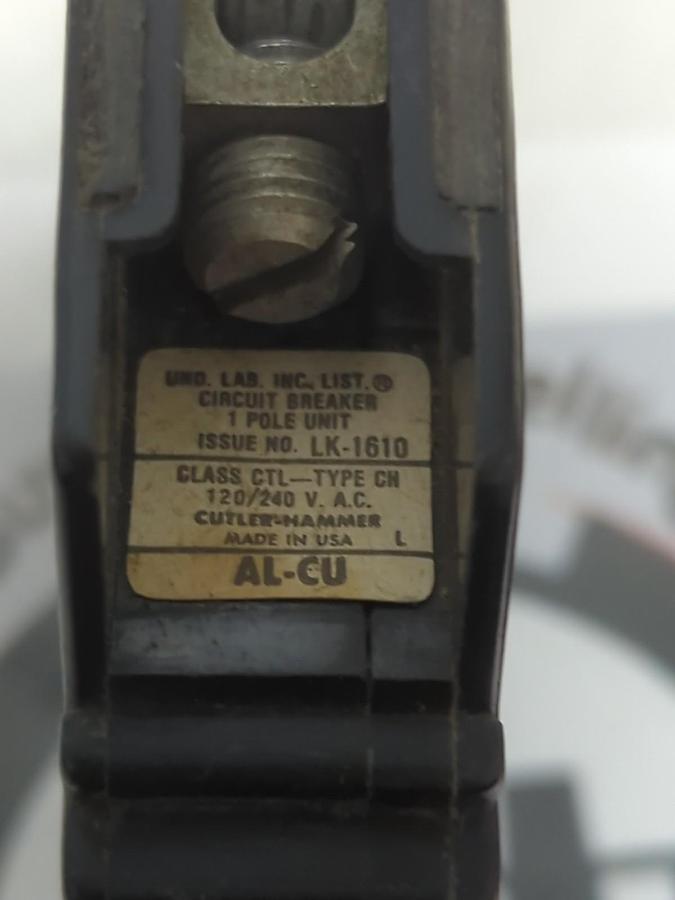 UND. LAB. INC. LIST. ®
CIRCUIT BREAKER
1 POLE UNIT
ISSUE NO. LK-1610
CLASS CTL—TYPE CH
120/240 V. A.C.
CUTLER-HAMMER
MADE IN USA L
AL-CU